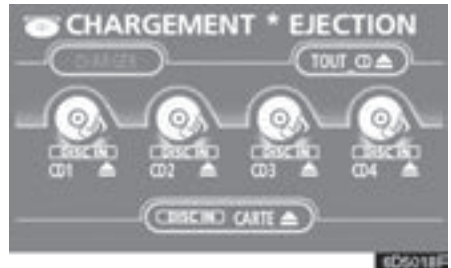 CHARGEMENT * EJECTION
CHARGER TOUT_CD
DISC IN DISC IN DISC IN DISC IN
CD1 CD2 CD3 CD4
DISC IN CARTE
6D5018F